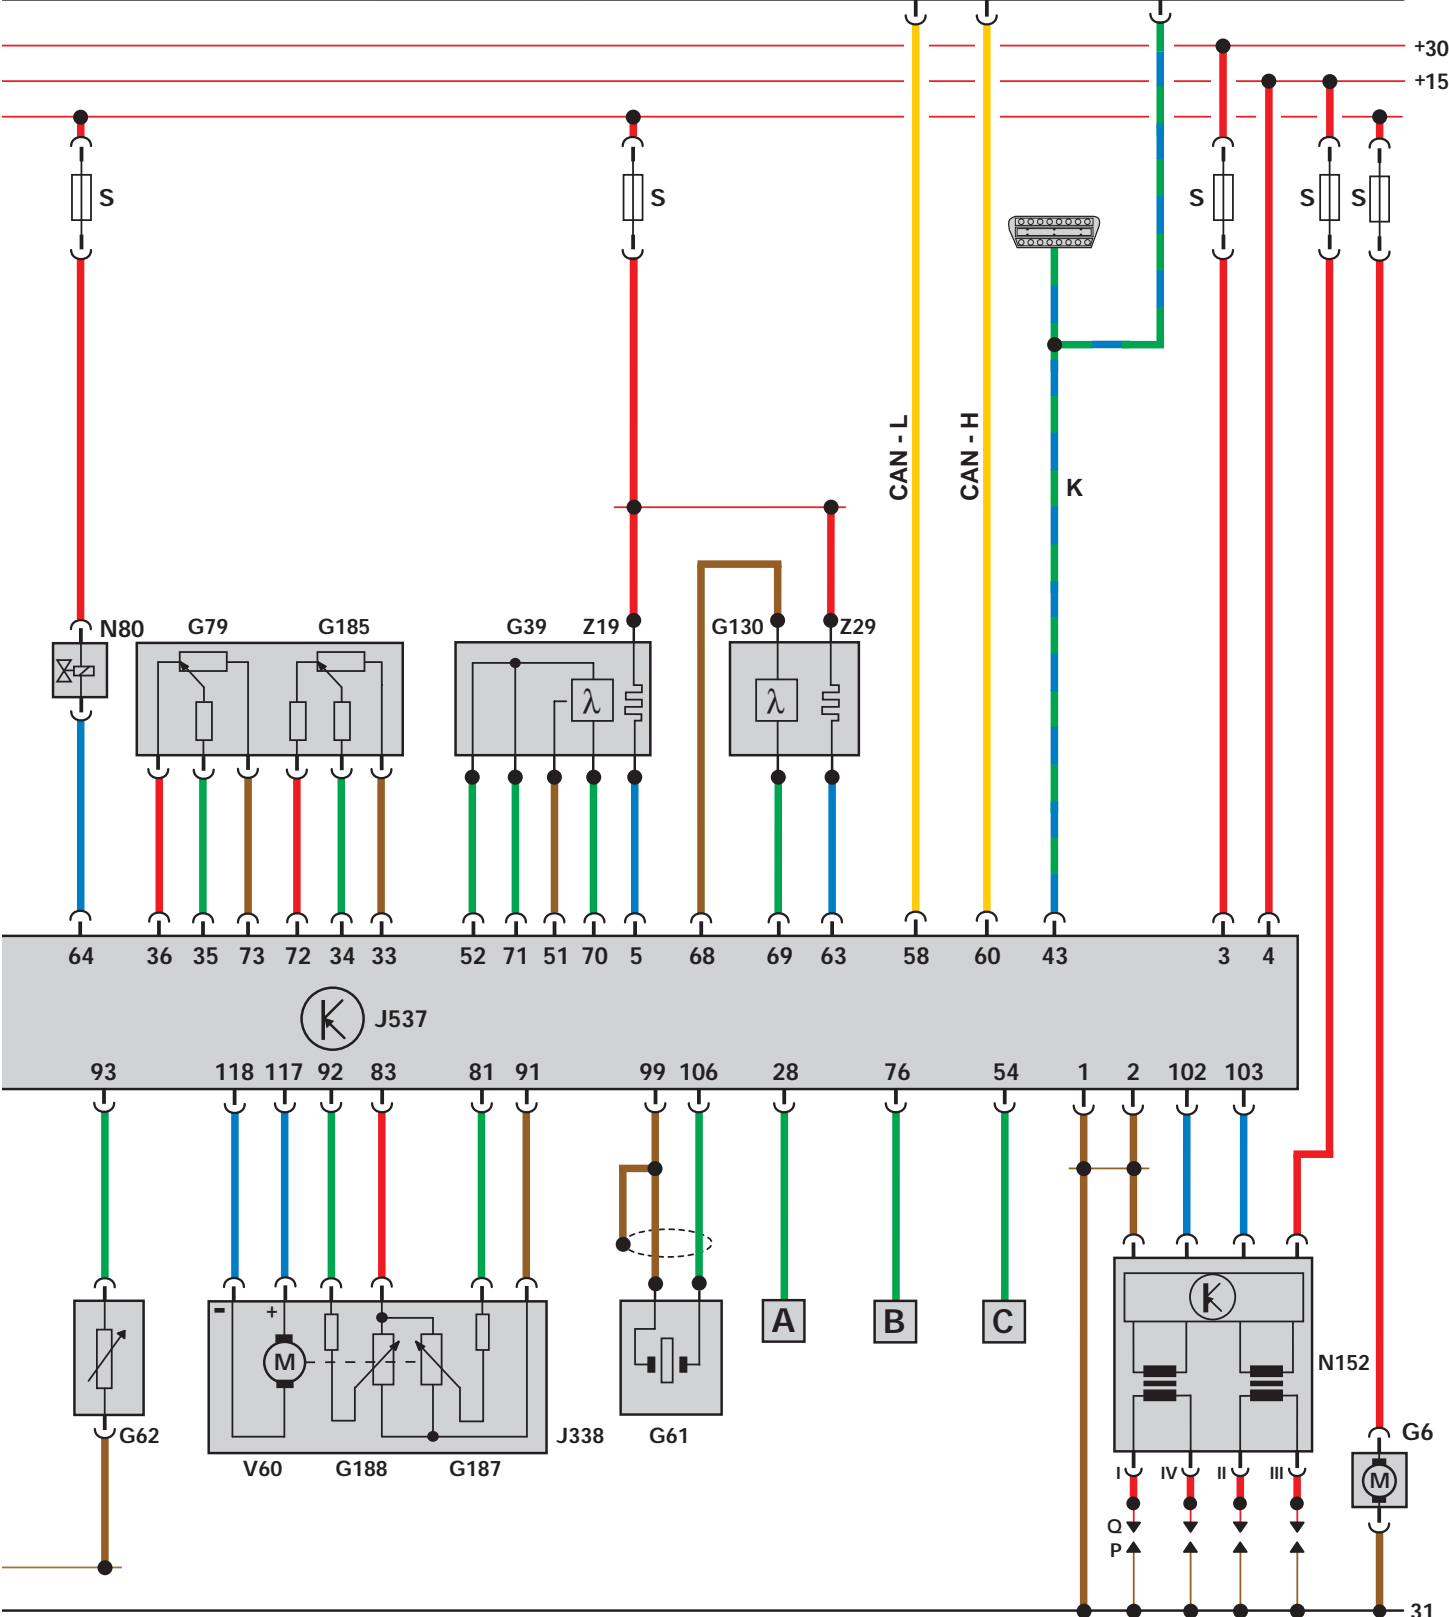 +30
+15
S
S
S
S
S
CAN - L
CAN - H
K
N80
G79
G185
G39
Z19
G130
Z29
λ
λ
64
36
35
73
72
34
33
52
71
51
70
5
68
69
63
58
60
43
3
4
J537
93
118
117
92
83
81
91
99
106
28
76
54
1
2
102
103
-
+
M
A
B
C
N152
G62
J338
G61
G6
V60
G188
G187
I
IV
II
III
M
Q
P
31